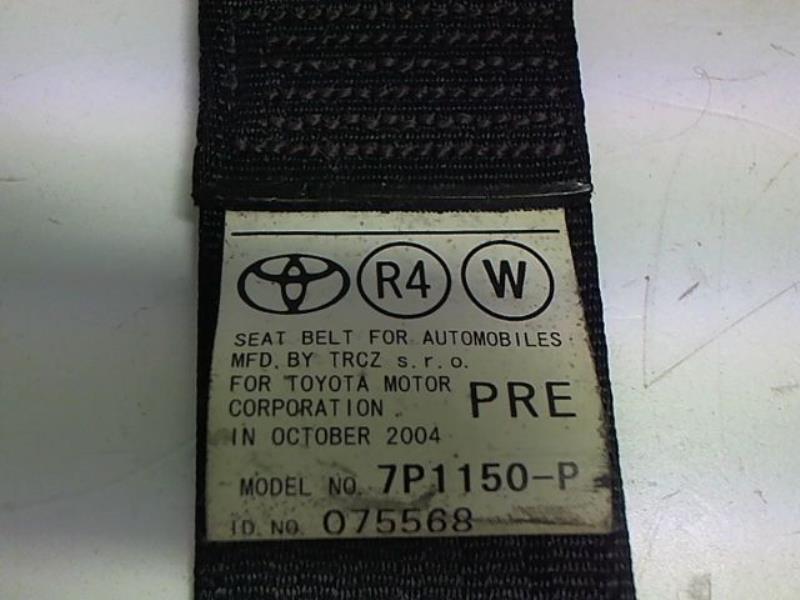 R4 W
SEAT BELT FOR AUTOMOBILES
MFD. BY TRCZ s.r.o.
FOR TOYOTA MOTOR
CORPORATION PRE
IN OCTOBER 2004
MODEL NO. 7P1150-P
ID. NO. 075568